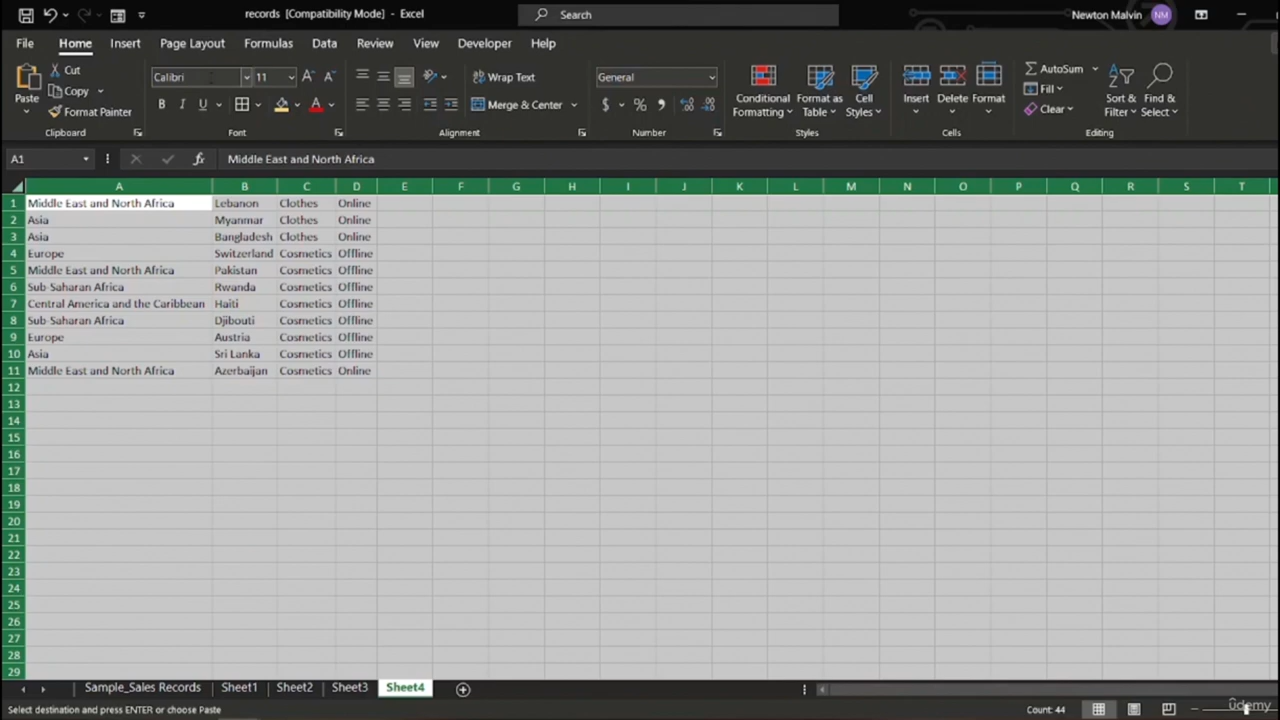 records [Compatibility Mode] - Excel
Search
Newton Malvin
NM
File Home Insert Page Layout Formulas Data Review View Developer Help
Paste
Cut
Copy
Format Painter
Clipboard
Calibri 11
B I U
Font
Wrap Text
Merge & Center
Alignment
General
$ % ,
Number
Conditional Formatting
Format as Table
Cell Styles
Styles
Insert Delete Format
Cells
AutoSum
Fill
Clear
Sort & Filter
Find & Select
Editing
A1 fx Middle East and North Africa
A B C D E F G H I J K L M N O P Q R S T
1 Middle East and North Africa Lebanon Clothes Online
2 Asia Myanmar Clothes Online
3 Asia Bangladesh Clothes Online
4 Europe Switzerland Cosmetics Offline
5 Middle East and North Africa Pakistan Cosmetics Offline
6 Sub-Saharan Africa Rwanda Cosmetics Offline
7 Central America and the Caribbean Haiti Cosmetics Offline
8 Sub-Saharan Africa Djibouti Cosmetics Offline
9 Europe Austria Cosmetics Offline
10 Asia Sri Lanka Cosmetics Offline
11 Middle East and North Africa Azerbaijan Cosmetics Online
12
13
14
15
16
17
18
19
20
21
22
23
24
25
26
27
28
29
Sample_Sales Records Sheet1 Sheet2 Sheet3 Sheet4
Select destination and press ENTER or choose Paste
Count: 44
udemy